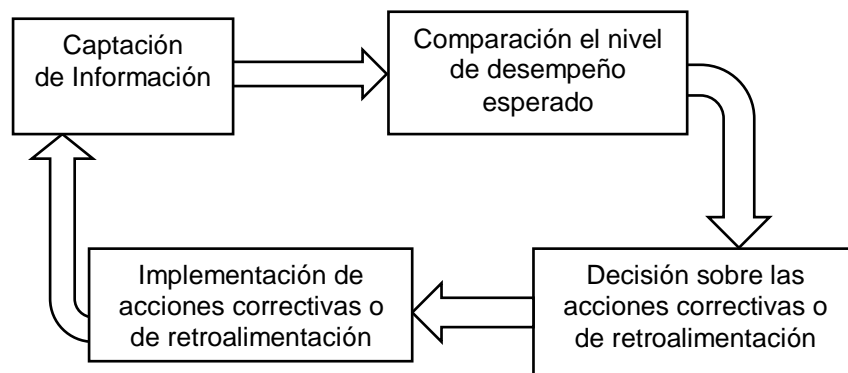 Captación
de Información
Comparación el nivel
de desempeño
esperado
Decisión sobre las
acciones correctivas o
de retroalimentación
Implementación de
acciones correctivas o
de retroalimentación